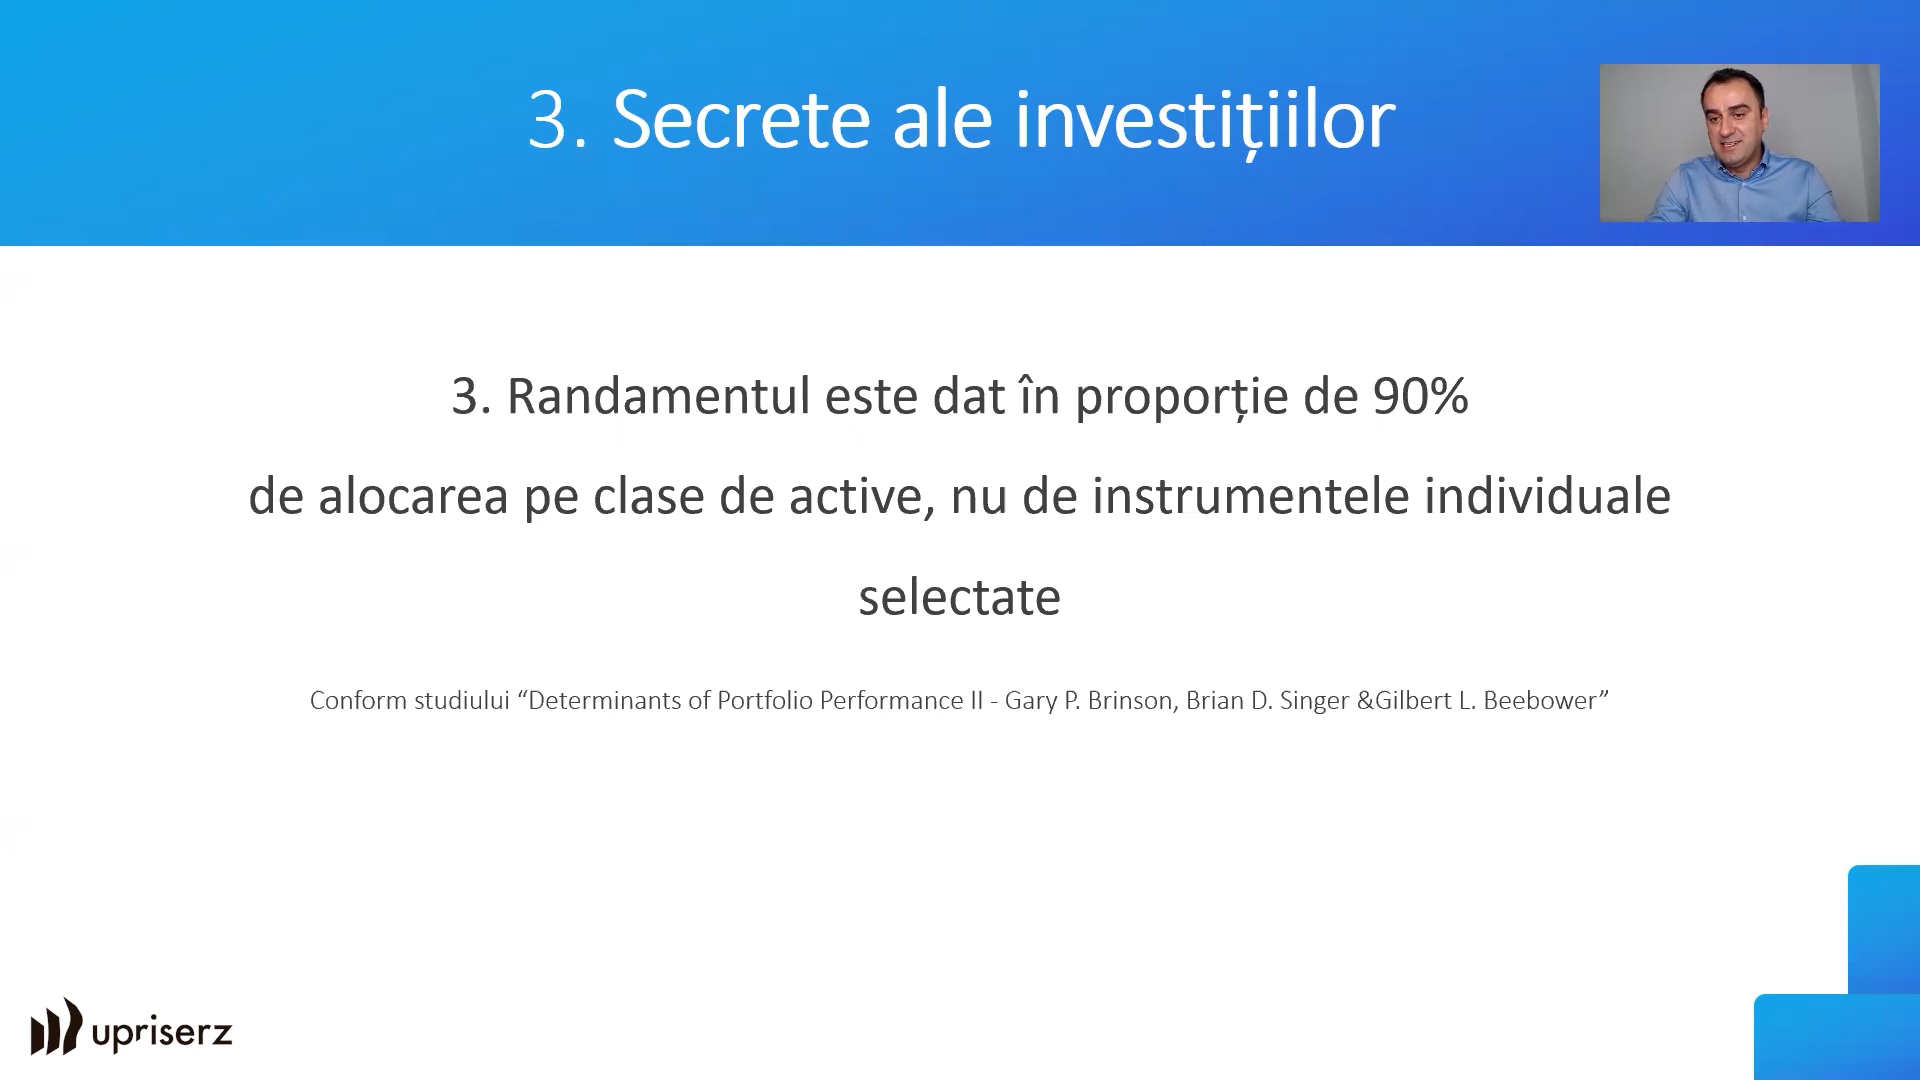 3. Secrete ale investițiilor
3. Randamentul este dat în proporție de 90%
de alocarea pe clase de active, nu de instrumentele individuale
selectate
Conform studiului “Determinants of Portfolio Performance II - Gary P. Brinson, Brian D. Singer &Gilbert L. Beebower”
upriserz